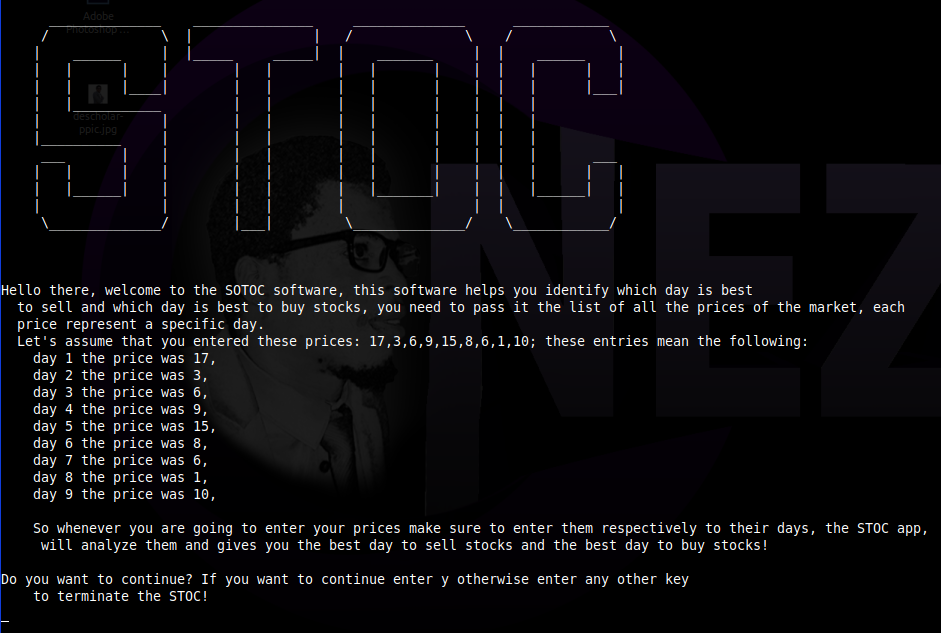 Adobe
Photoshop ...
STOC
descholar-
ppic.jpg
NEZ
Hello there, welcome to the SOTOC software, this software helps you identify which day is best
to sell and which day is best to buy stocks, you need to pass it the list of all the prices of the market, each
price represent a specific day.
Let's assume that you entered these prices: 17,3,6,9,15,8,6,1,10; these entries mean the following:
day 1 the price was 17,
day 2 the price was 3,
day 3 the price was 6,
day 4 the price was 9,
day 5 the price was 15,
day 6 the price was 8,
day 7 the price was 6,
day 8 the price was 1,
day 9 the price was 10,
So whenever you are going to enter your prices make sure to enter them respectively to their days, the STOC app,
will analyze them and gives you the best day to sell stocks and the best day to buy stocks!
Do you want to continue? If you want to continue enter y otherwise enter any other key
to terminate the STOC!